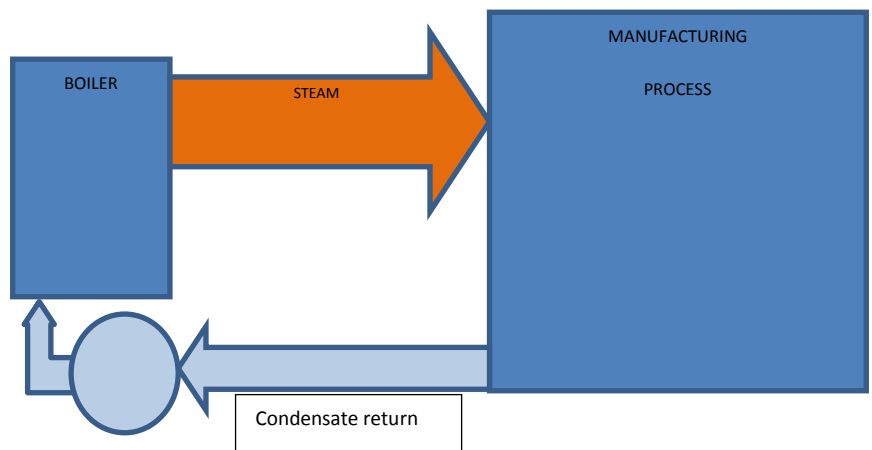 MANUFACTURING
PROCESS
BOILER
STEAM
Condensate return